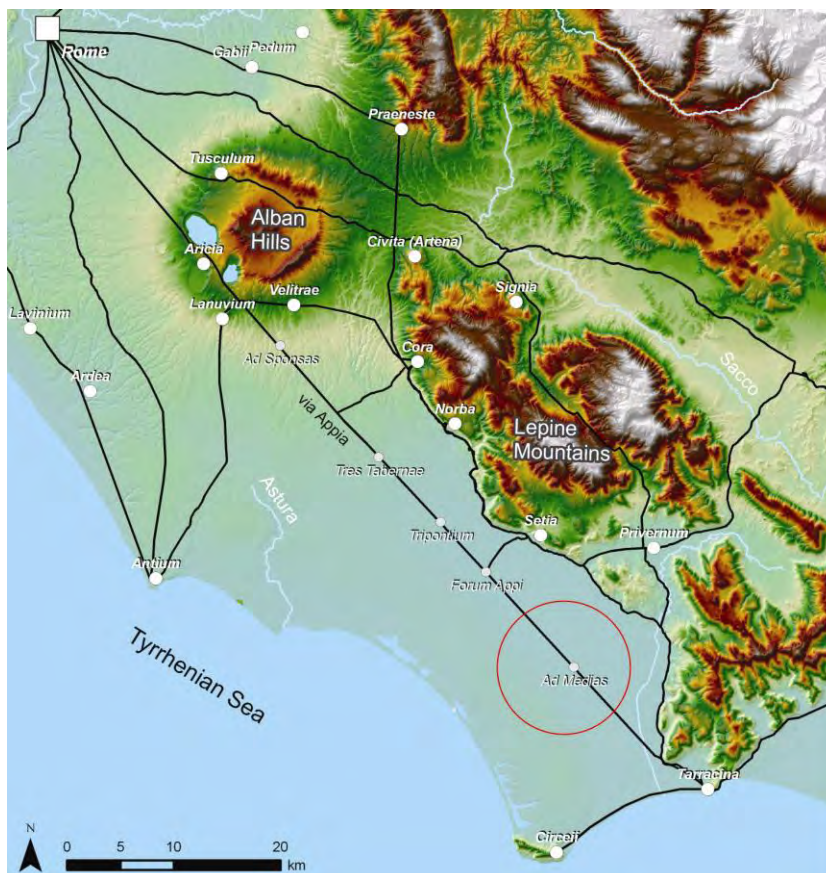 Rome
Gabii
Pedum
Praeneste
Tusculum
Alban
Hills
Aricia
Civita (Artena)
Velitrae
Lanuvium
Signia
Lavinium
Ad Sponsas
Cora
Sacco
Ardea
via Appia
Norba
Lepine
Mountains
Tres Tabernae
Astura
Tripontium
Setia
Privernum
Antium
Forum Appi
Tyrrhenian Sea
Ad Medias
Tarracina
Circeii
N
0 5 10 20
km